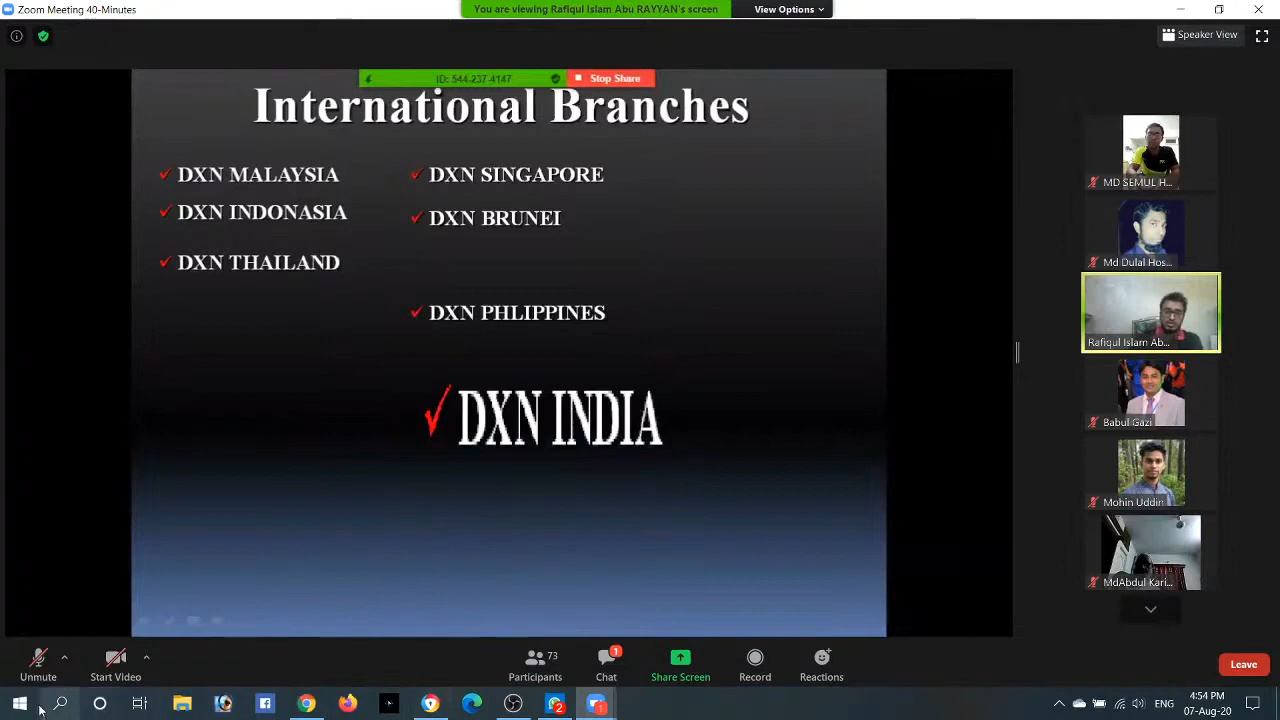 Zoom Meeting 40-Minutes
You are viewing Rafiqul Islam Abu RAYYAN's screen
View Options
Speaker View
ID: 544-237-4147
Stop Share
International Branches
DXN MALAYSIA
DXN SINGAPORE
DXN INDONASIA
DXN BRUNEI
DXN THAILAND
DXN PHLIPPINES
DXN INDIA
MD SEMUL H...
Md Dulal Hos...
Rafiqul Islam Ab...
Babul Gazi
Mohin Uddin
MdAbdul Kari...
Unmute
Start Video
73
Participants
1
Chat
Share Screen
Record
Reactions
Leave
2
1
4:54 PM
07-Aug-20